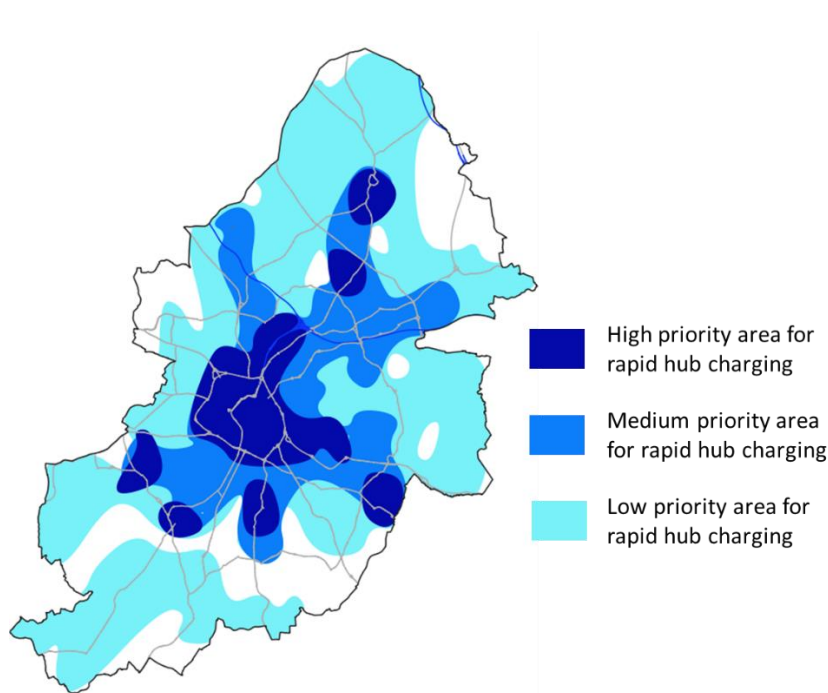 High priority area for
rapid hub charging
Medium priority area
for rapid hub charging
Low priority area for
rapid hub charging